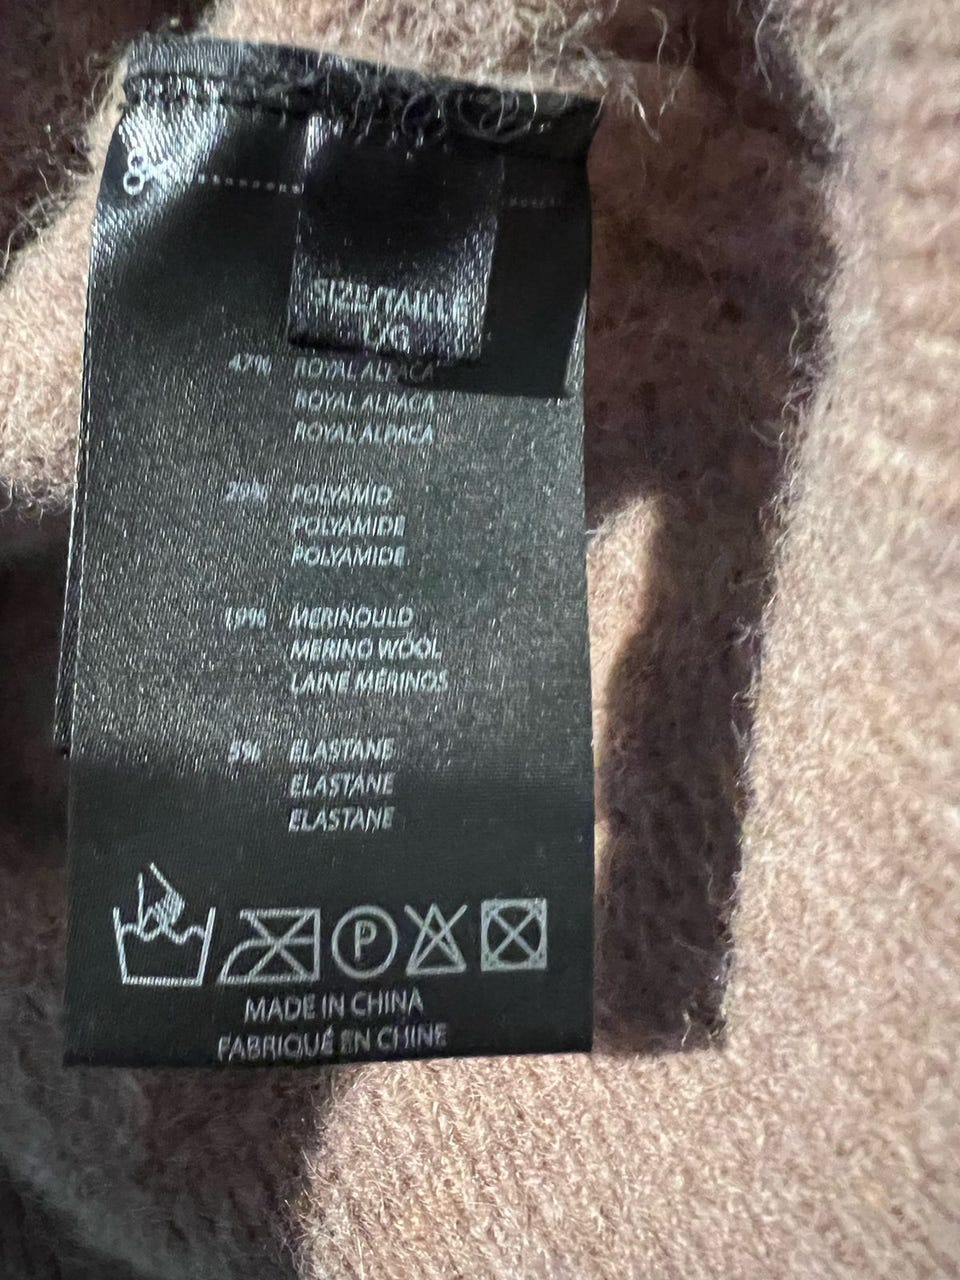 SIZE/TAILLE
L/G
47% ROYAL ALPACA
ROYAL ALPACA
ROYAL ALPACA
29% POLYAMID
POLYAMIDE
POLYAMIDE
19% MERINOULD
MERINO WOOL
LAINE MÉRINOS
5% ELASTANE
ELASTANE
ELASTANE
P
MADE IN CHINA
FABRIQUÉ EN CHINE